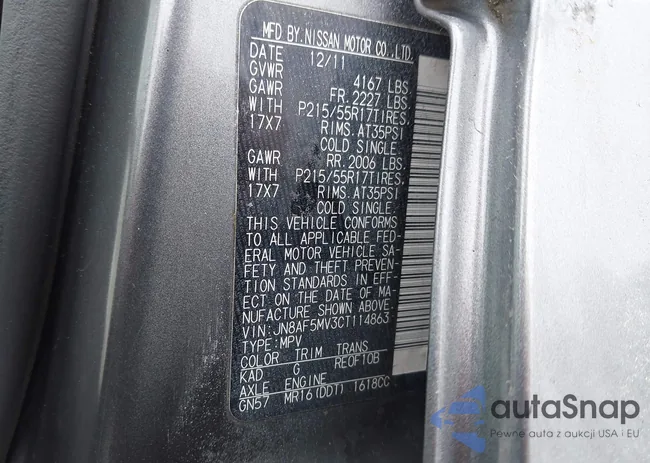 MFD BY. NISSAN MOTOR CO., LTD.
DATE 12/11
GVWR 4167 LBS.
GAWR FR. 2227 LBS.
WITH P215/55R17TIRES.
17X7 RIMS. AT35PSI
COLD SINGLE.
GAWR RR. 2006 LBS.
WITH P215/55R17TIRES.
17X7 RIMS. AT35PSI
COLD SINGLE.
THIS VEHICLE CONFORMS
TO ALL APPLICABLE FED-
ERAL MOTOR VEHICLE SA-
FETY AND THEFT PREVEN-
TION STANDARDS IN EFF-
ECT ON THE DATE OF MA-
NUFACTURE SHOWN ABOVE.
VIN:JN8AF5MV3CT114863
TYPE:MPV
COLOR TRIM TRANS
KAD G RE0F10B
AXLE ENGINE
GN57 MR16(DDT) 1618CC
autaSnap
Pewne auta z aukcji USA i EU